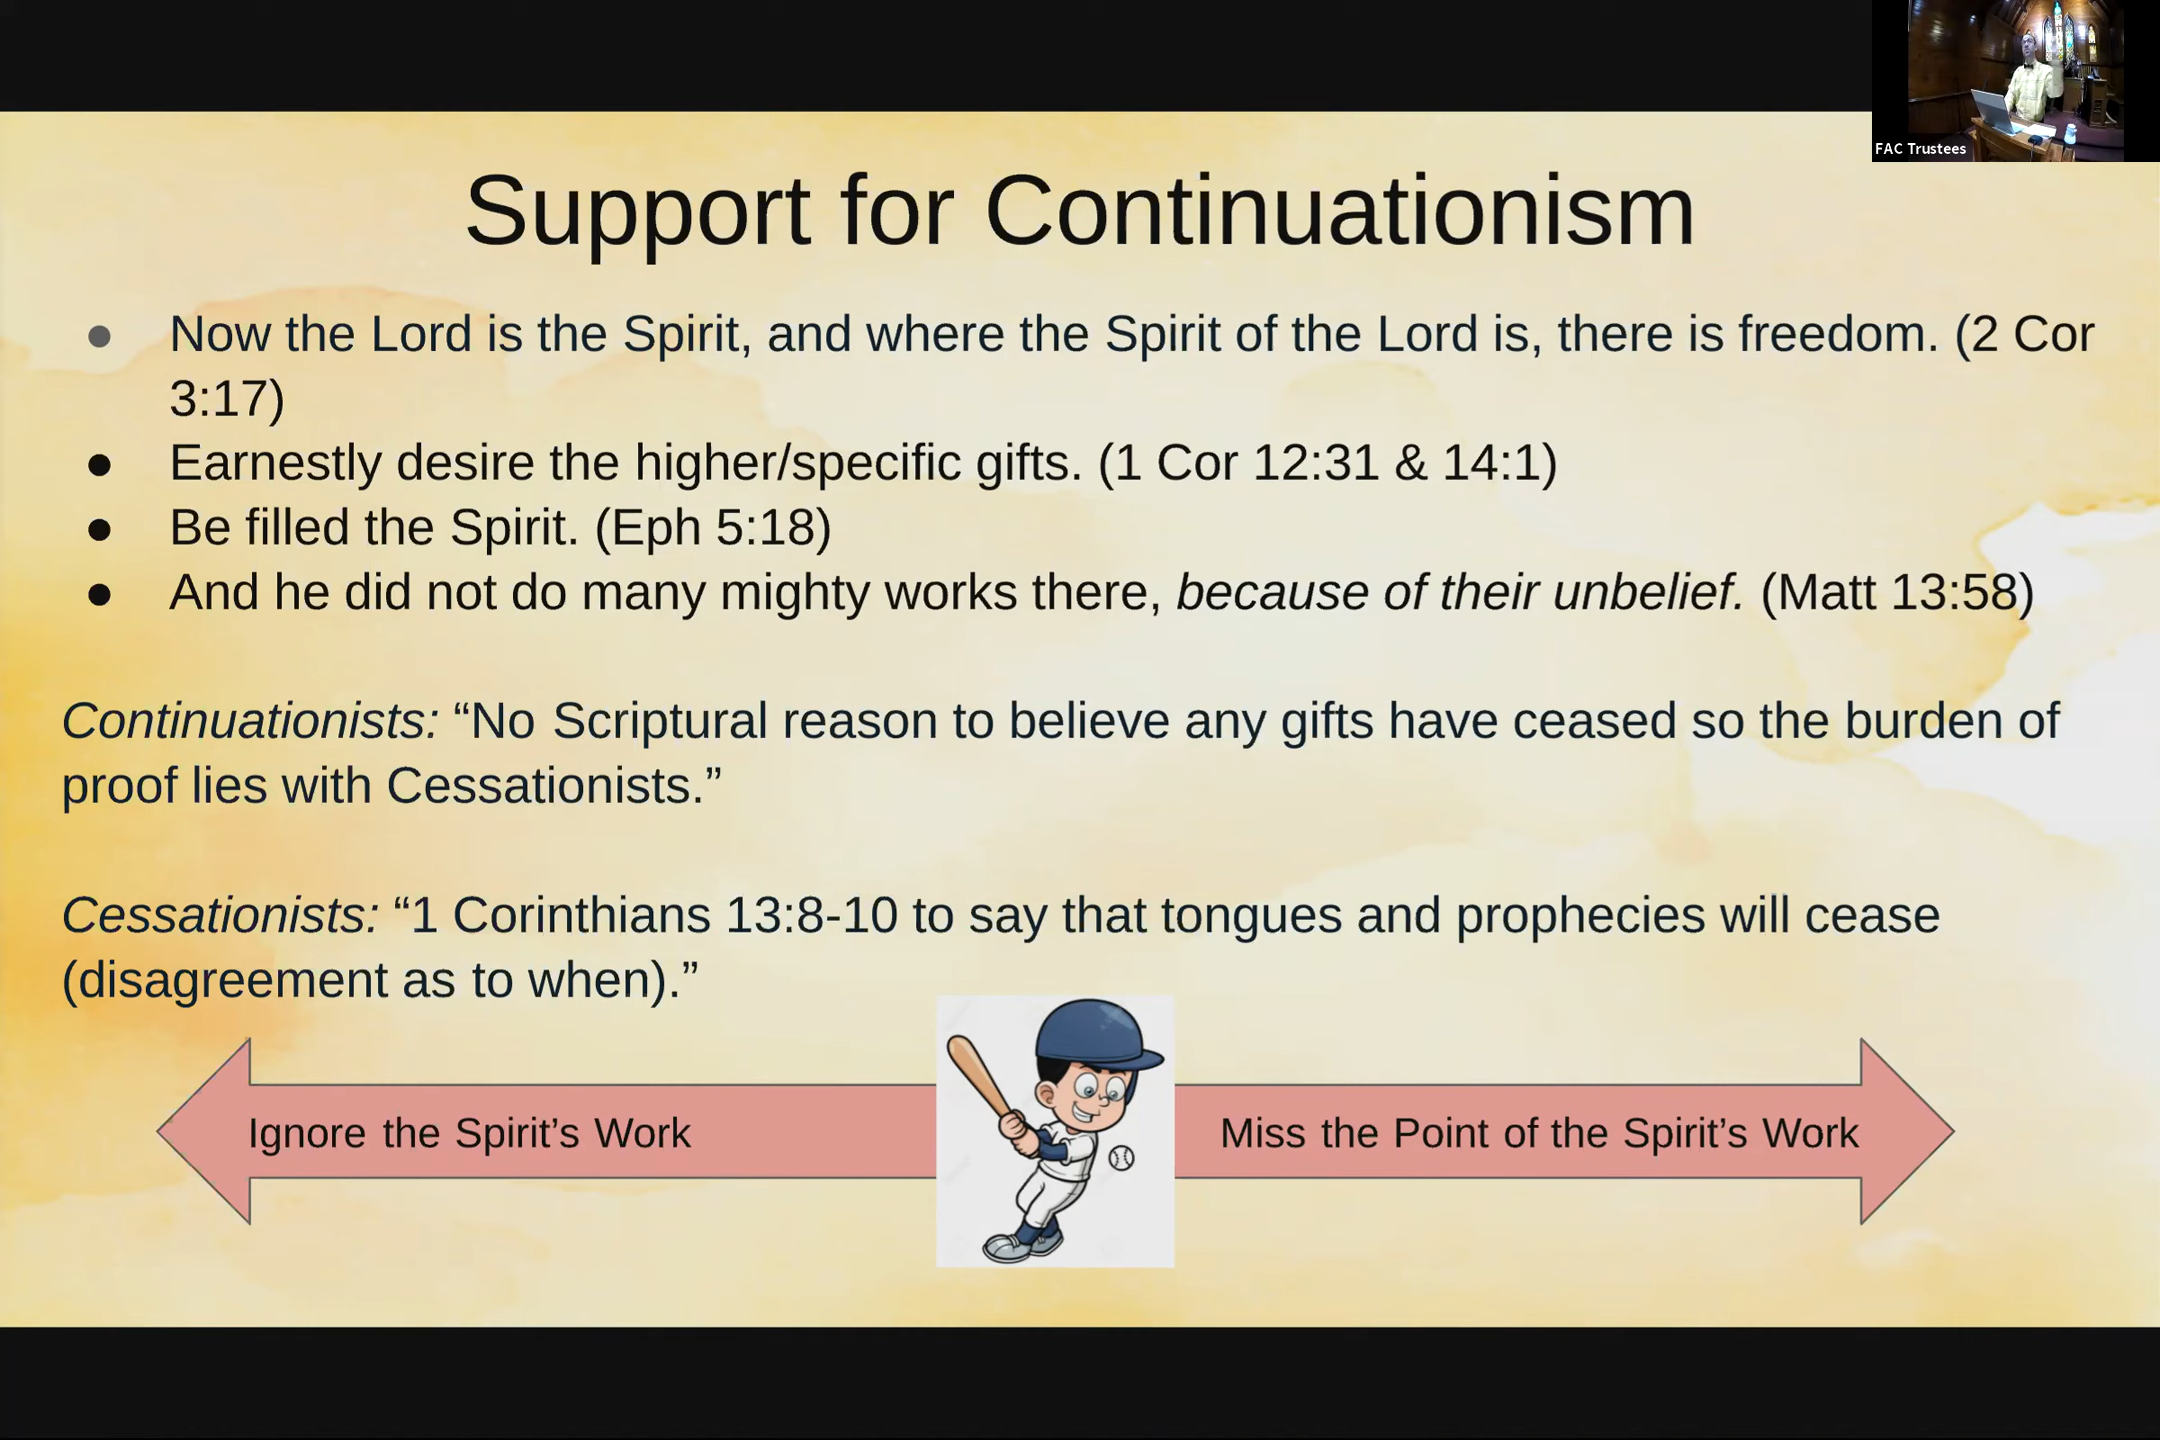 FAC Trustees
Support for Continuationism
● Now the Lord is the Spirit, and where the Spirit of the Lord is, there is freedom. (2 Cor
3:17)
● Earnestly desire the higher/specific gifts. (1 Cor 12:31 & 14:1)
● Be filled the Spirit. (Eph 5:18)
● And he did not do many mighty works there, because of their unbelief. (Matt 13:58)
Continuationists: “No Scriptural reason to believe any gifts have ceased so the burden of
proof lies with Cessationists.”
Cessationists: “1 Corinthians 13:8-10 to say that tongues and prophecies will cease
(disagreement as to when).”
Ignore the Spirit’s Work
Miss the Point of the Spirit’s Work